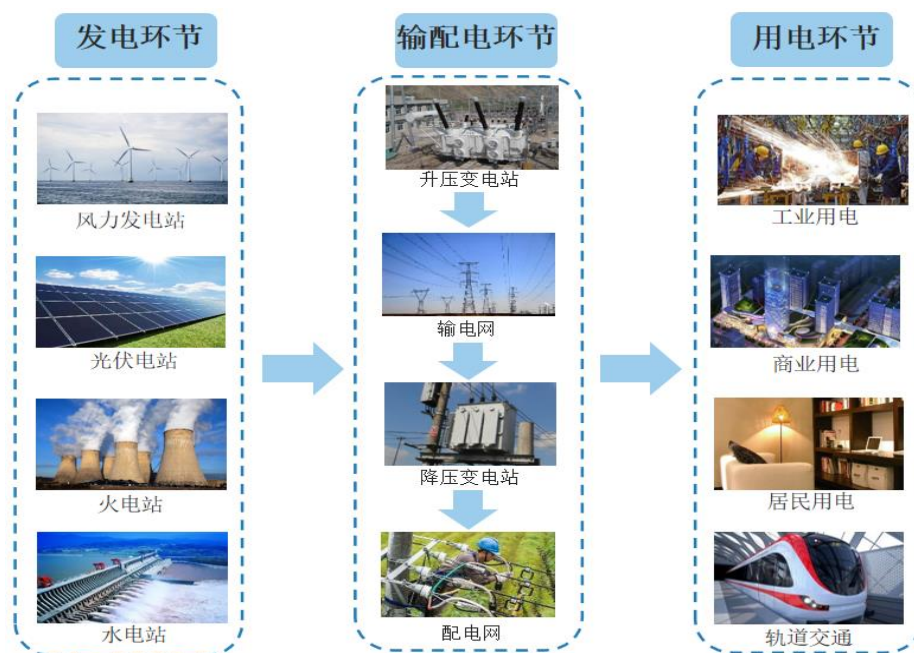 发电环节
输配电环节
用电环节
风力发电站
光伏电站
火电站
水电站
升压变电站
输电网
降压变电站
配电网
工业用电
商业用电
居民用电
轨道交通